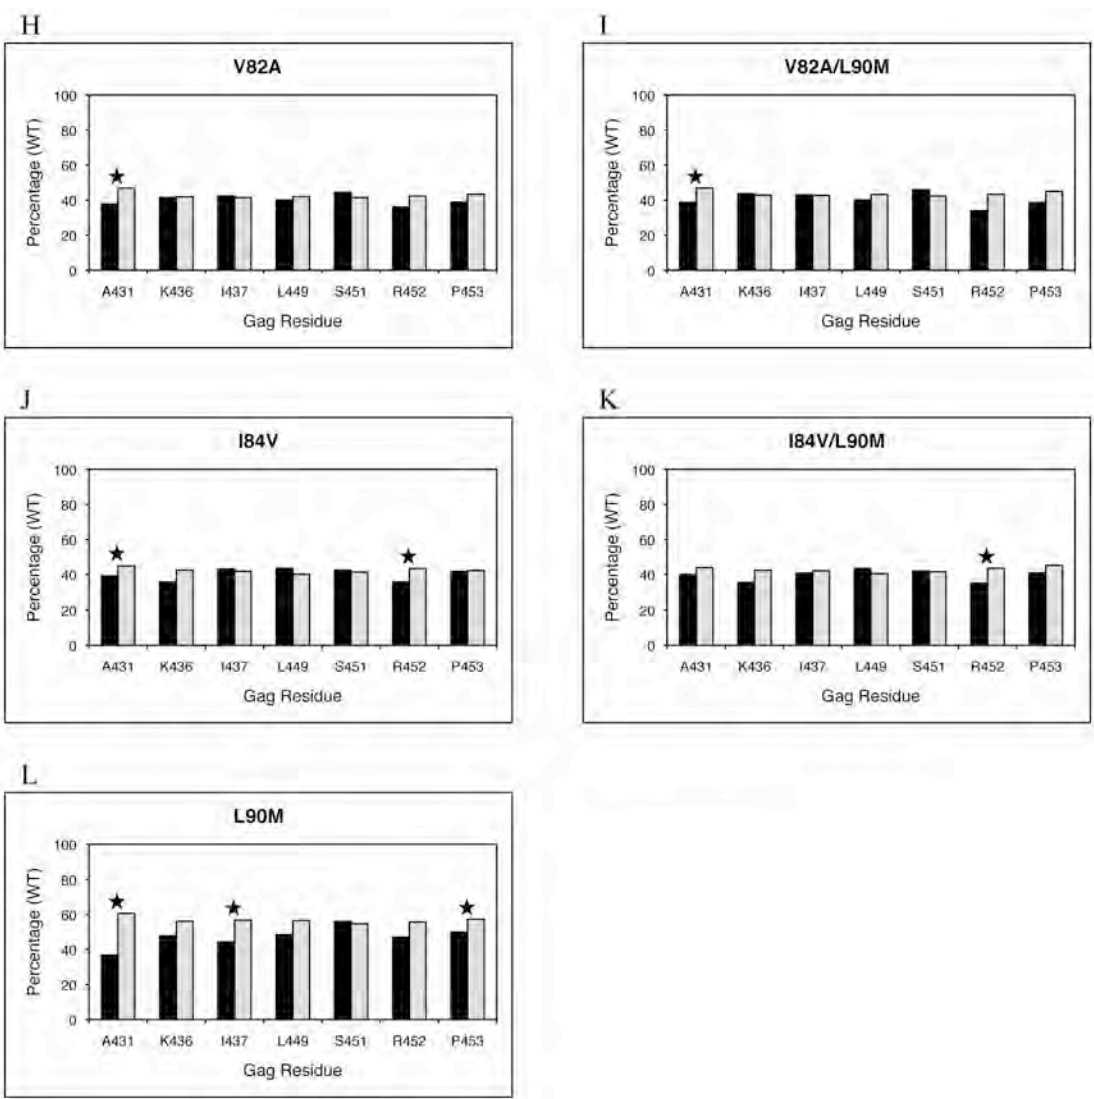 H
V82A
100
80
60
40
20
0
Percentage (WT)
A431 K436 I437 L449 S451 R452 P453
Gag Residue
I
V82A/L90M
100
80
60
40
20
0
Percentage (WT)
A431 K436 I437 L449 S451 R452 P453
Gag Residue
J
I84V
100
80
60
40
20
0
Percentage (WT)
A431 K436 I437 L449 S451 R452 P453
Gag Residue
K
I84V/L90M
100
80
60
40
20
0
Percentage (WT)
A431 K436 I437 L449 S451 R452 P453
Gag Residue
L
L90M
100
80
60
40
20
0
Percentage (WT)
A431 K436 I437 L449 S451 R452 P453
Gag Residue